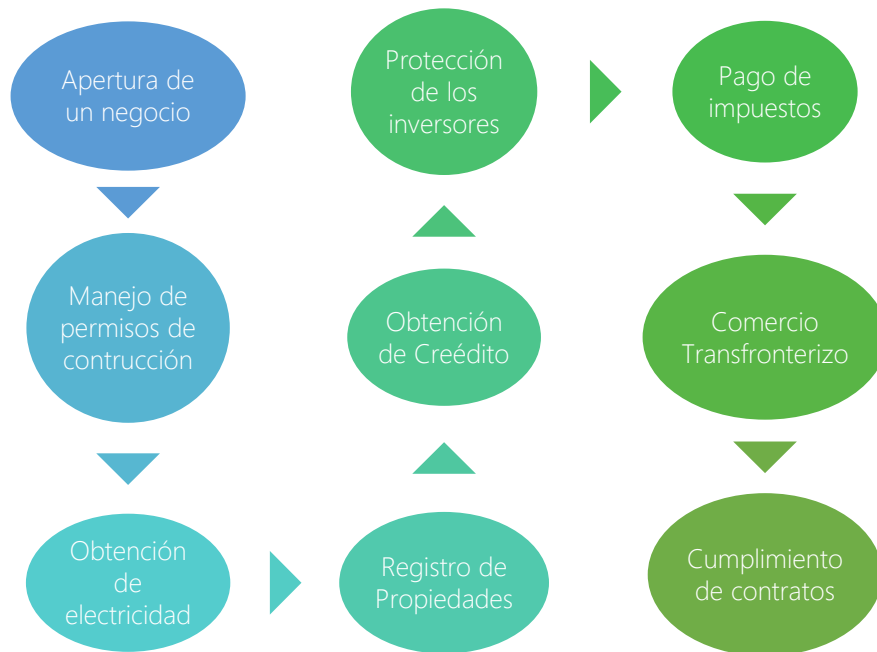 Apertura de
un negocio
Manejo de
permisos de
contrucción
Obtención
de
electricidad
Registro de
Propiedades
Obtención
de Creédito
Protección
de los
inversores
Pago de
impuestos
Comercio
Transfronterizo
Cumplimiento
de contratos